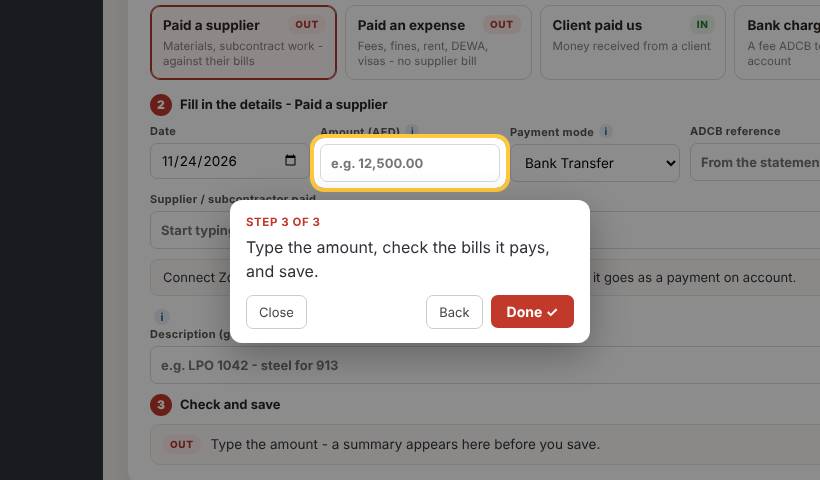 Paid a supplier OUT
Materials, subcontract work - against their bills
Paid an expense OUT
Fees, fines, rent, DEWA, visas - no supplier bill
Client paid us IN
Money received from a client
Bank
A fee ADCB
account
2 Fill in the details - Paid a supplier
Date
Amount (AED) i
Payment mode i
ADCB reference
11/24/2026
e.g. 12,500.00
Bank Transfer
From the
Supplier / subcontractor paid
Start
STEP 3 OF 3
Type the amount, check the bills it pays,
and save.
Connect
it goes as a payment on account.
Close
Back
Done ✓
i
Description
e.g. LPO 1042 - steel for 913
3 Check and save
OUT Type the amount - a summary appears here before you save.